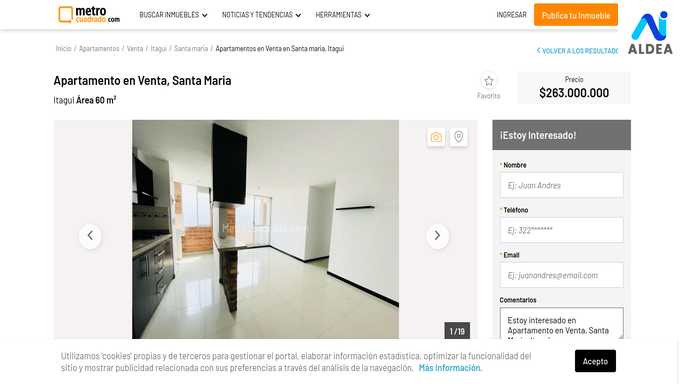 metro
cuadrado.com
BUSCAR INMUEBLES
NOTICIAS Y TENDENCIAS
HERRAMIENTAS
INGRESAR
Publica tu Inmueble
ALDEA
Inicio / Apartamentos / Venta / Itagui / Santa maria / Apartamentos en Venta en Santa maria, Itagui
VOLVER A LOS RESULTAD
Apartamento en Venta, Santa Maria
Itagui Área 60 m²
Favorito
Precio
$263.000.000
1 / 19
¡Estoy Interesado!
* Nombre
Ej: Juan Andres
* Teléfono
Ej: 322*******
* Email
Ej: juanandres@email.com
Comentarios
Estoy interesado en
Apartamento en Venta, Santa
Utilizamos 'cookies' propias y de terceros para gestionar el portal, elaborar información estadística, optimizar la funcionalidad del
sitio y mostrar publicidad relacionada con sus preferencias a través del análisis de la navegación. Más información.
Acepto